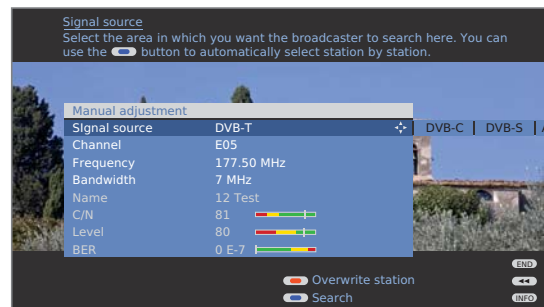 Signal source
Select the area in which you want the broadcaster to search here. You can
use the button to automatically select station by station.
Manual adjustment
SIgnal source DVB-T DVB-C DVB-S
Channel E05
Frequency 177.50 MHz
Bandwidth 7 MHz
Name 12 Test
C/N 81
Level 80
BER 0 E-7
END
Overwrite station
Search INFO